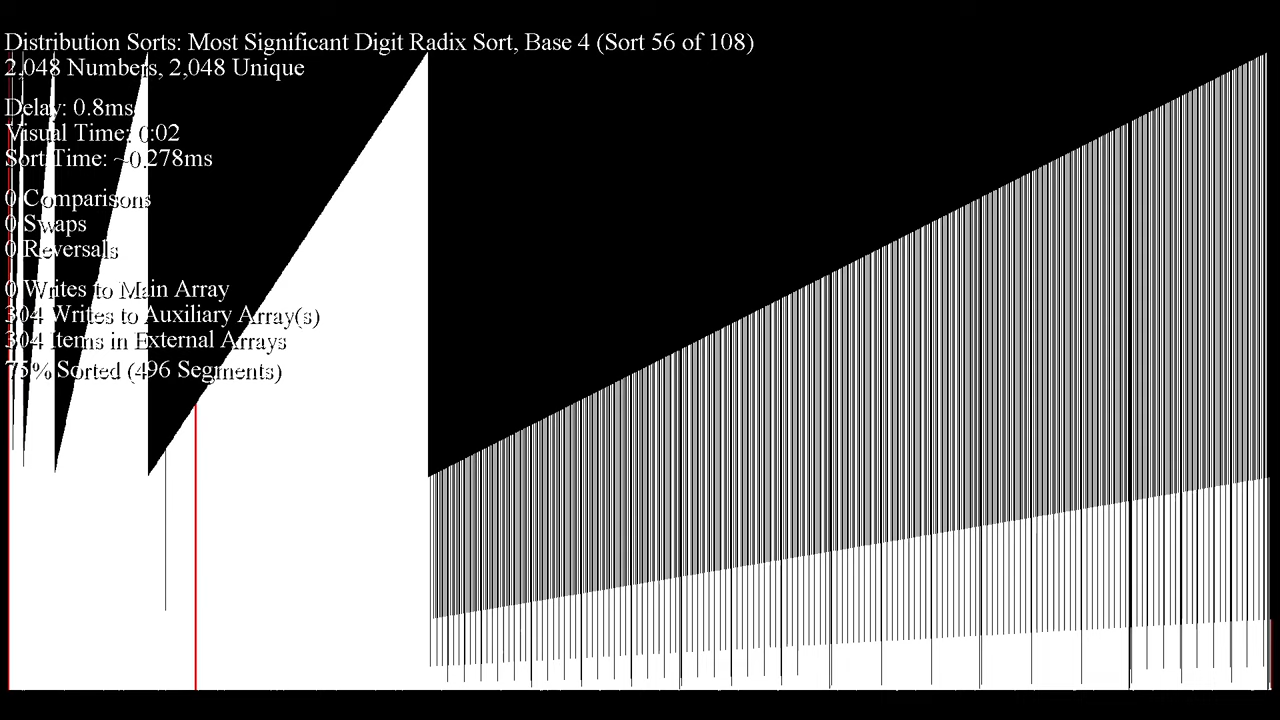 Distribution Sorts: Most Significant Digit Radix Sort, Base 4 (Sort 56 of 108)
2,048 Numbers, 2,048 Unique
Delay: 0.8ms
Visual Time: 0:02
Sort Time: ~0.278ms
0 Comparisons
0 Swaps
0 Reversals
0 Writes to Main Array
304 Writes to Auxiliary Array(s)
304 Items in External Arrays
75% Sorted (496 Segments)